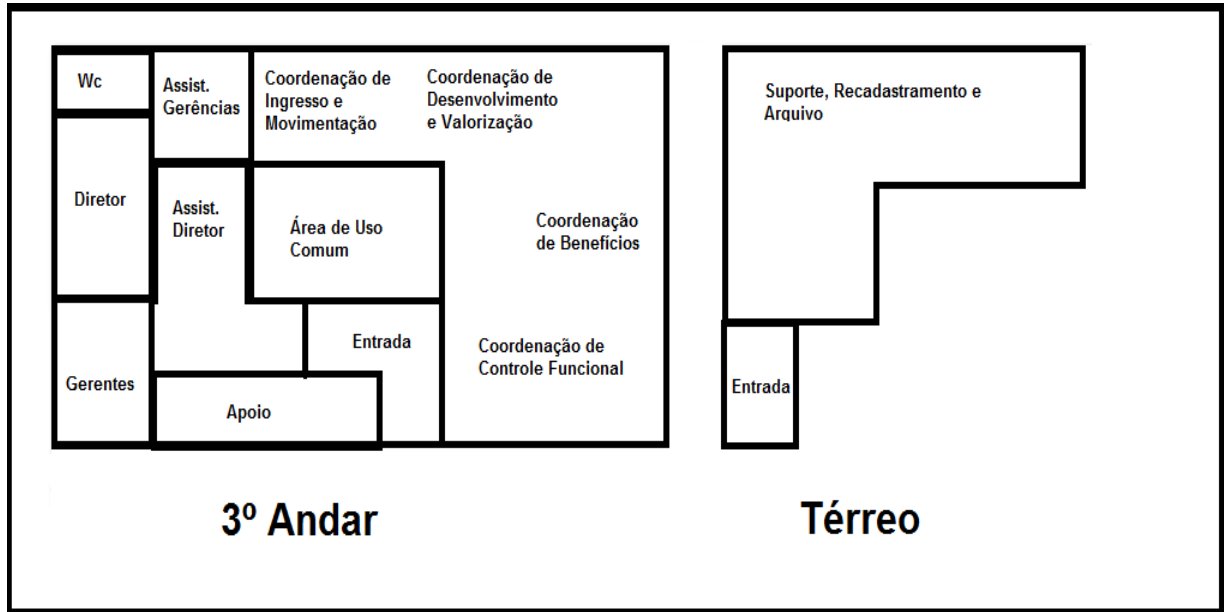 Wc
Assist.
Gerências
Coordenação de
Ingresso e
Movimentação
Coordenação de
Desenvolvimento
e Valorização
Diretor
Assist.
Diretor
Área de Uso
Comum
Coordenação
de Benefícios
Gerentes
Entrada
Coordenação de
Controle Funcional
Apoio
3º Andar
Suporte, Recadastramento e
Arquivo
Entrada
Térreo